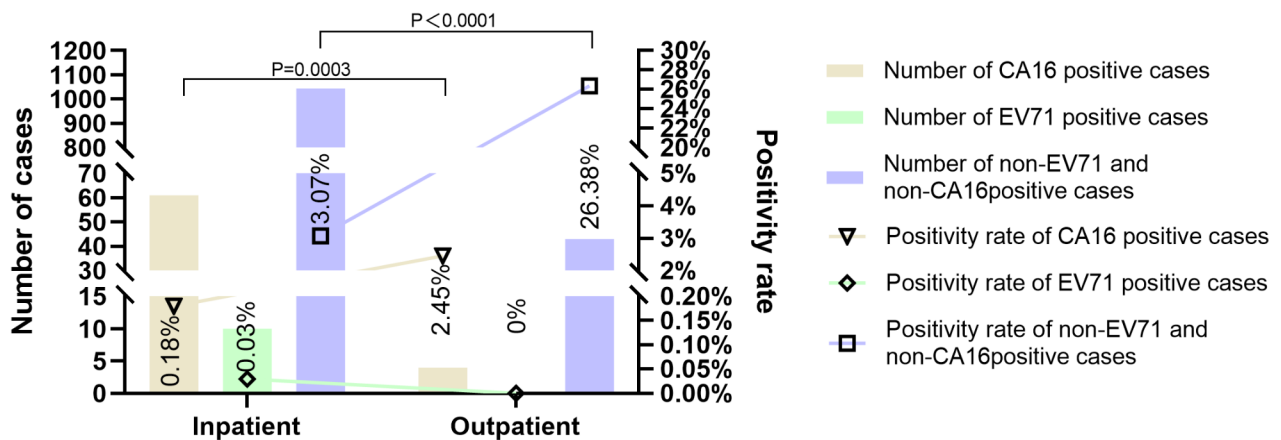 P<0.0001
P=0.0003
Number of cases
1200
1100
1000
900
800
70
60
50
40
30
15
10
5
0
0.18%
0.03%
3.07%
2.45%
0%
26.38%
30%
28%
26%
24%
22%
20%
5%
4%
3%
2%
0.20%
0.15%
0.10%
0.05%
0.00%
Positivity rate
Inpatient
Outpatient
Number of CA16 positive cases
Number of EV71 positive cases
Number of non-EV71 and
non-CA16positive cases
Positivity rate of CA16 positive cases
Positivity rate of EV71 positive cases
Positivity rate of non-EV71 and
non-CA16positive cases